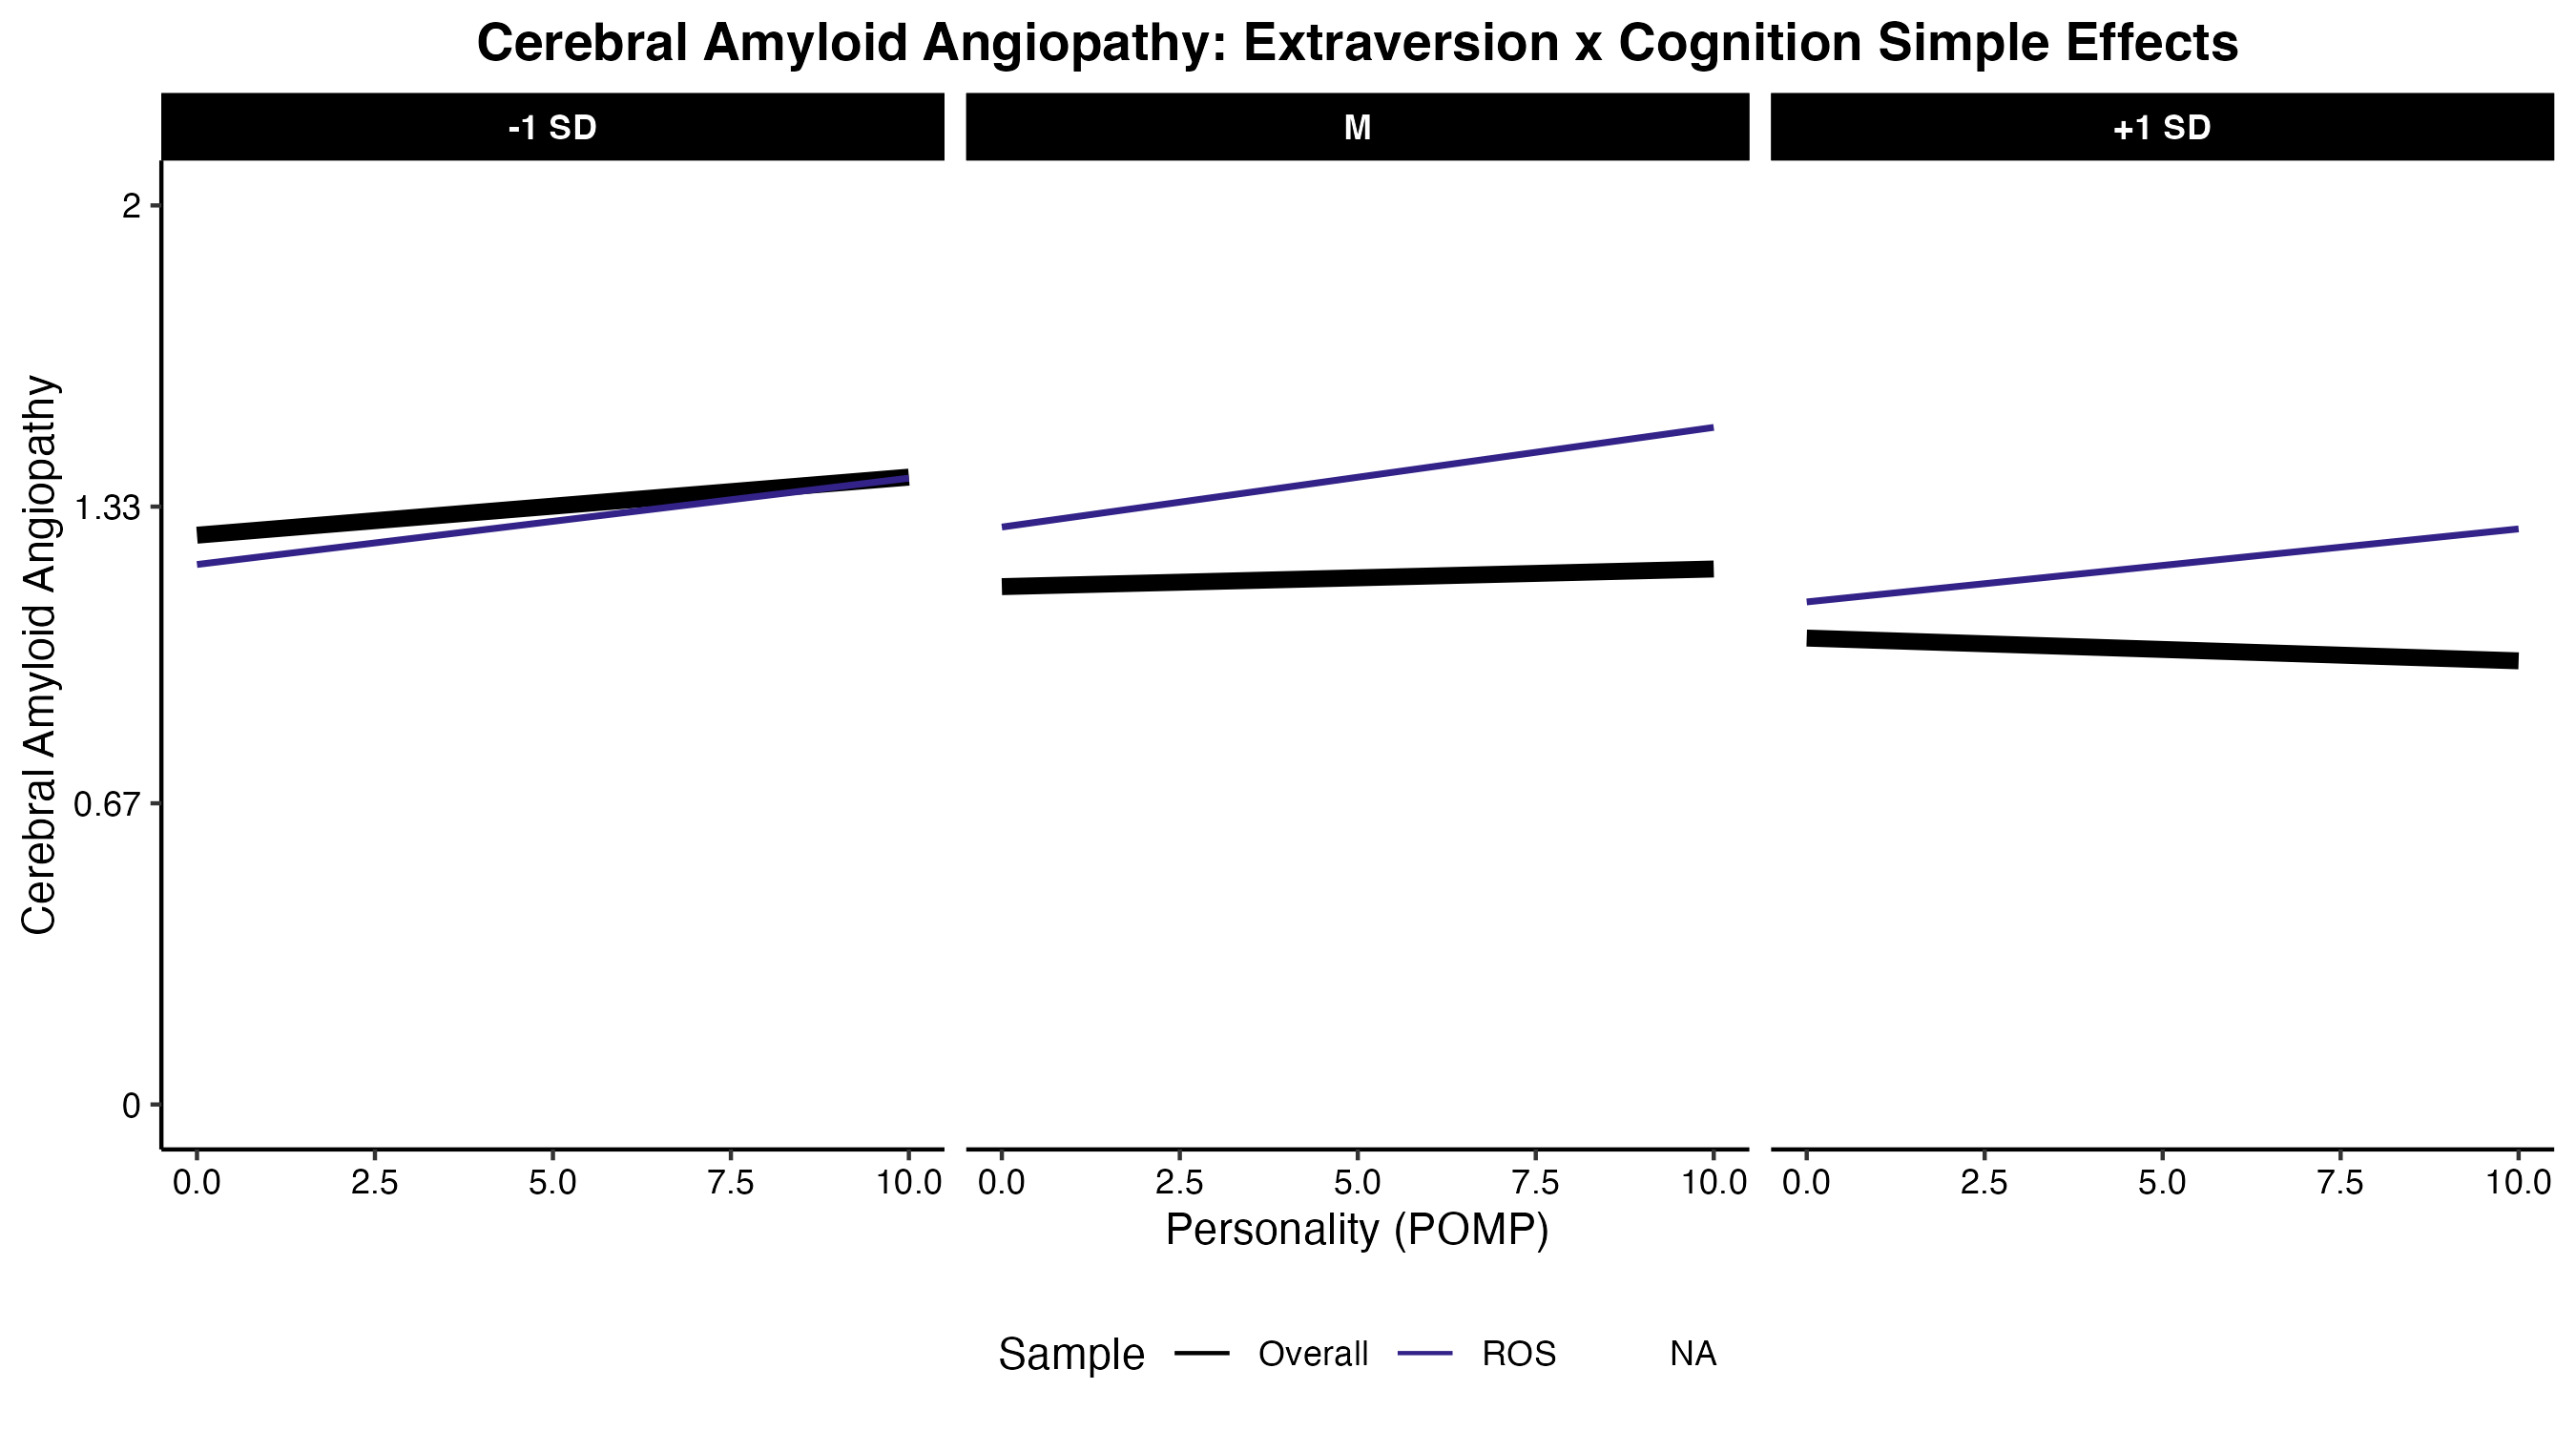 Cerebral Amyloid Angiopathy: Extraversion x Cognition Simple Effects
-1 SD M +1 SD
Cerebral Amyloid Angiopathy
2
1.33
0.67
0
0.0 2.5 5.0 7.5 10.0 0.0 2.5 5.0 7.5 10.0 0.0 2.5 5.0 7.5 10.0
Personality (POMP)
Sample Overall ROS NA